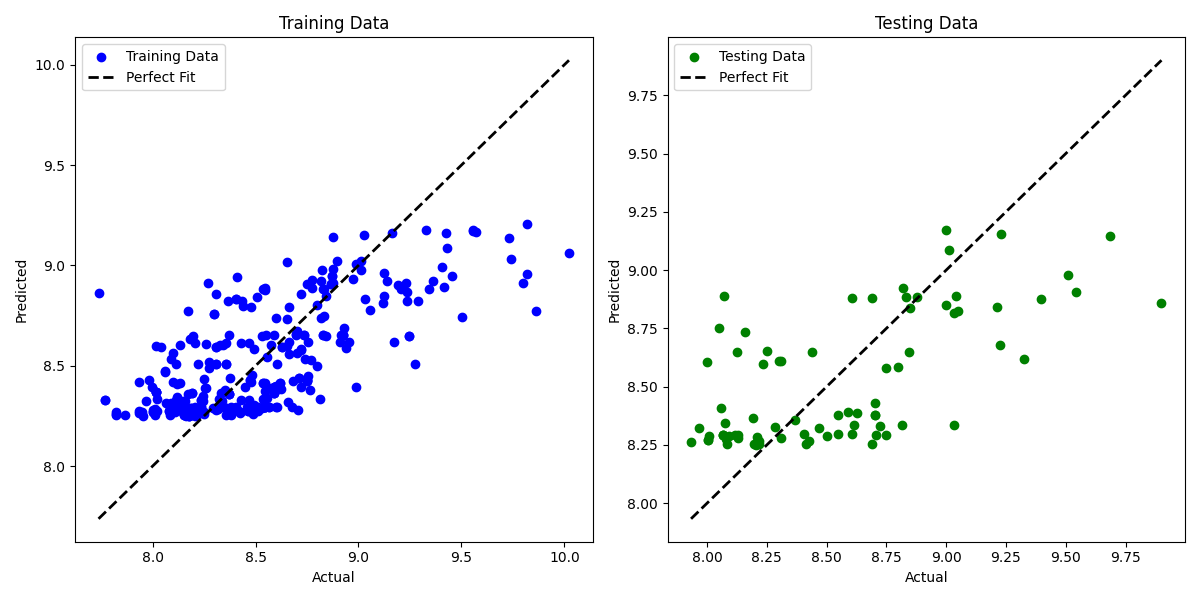 Training Data
Training Data
Perfect Fit
10.0
9.5
9.0
8.5
8.0
Predicted
8.0 8.5 9.0 9.5 10.0
Actual
Testing Data
Testing Data
Perfect Fit
9.75
9.50
9.25
9.00
8.75
8.50
8.25
8.00
Predicted
8.00 8.25 8.50 8.75 9.00 9.25 9.50 9.75
Actual